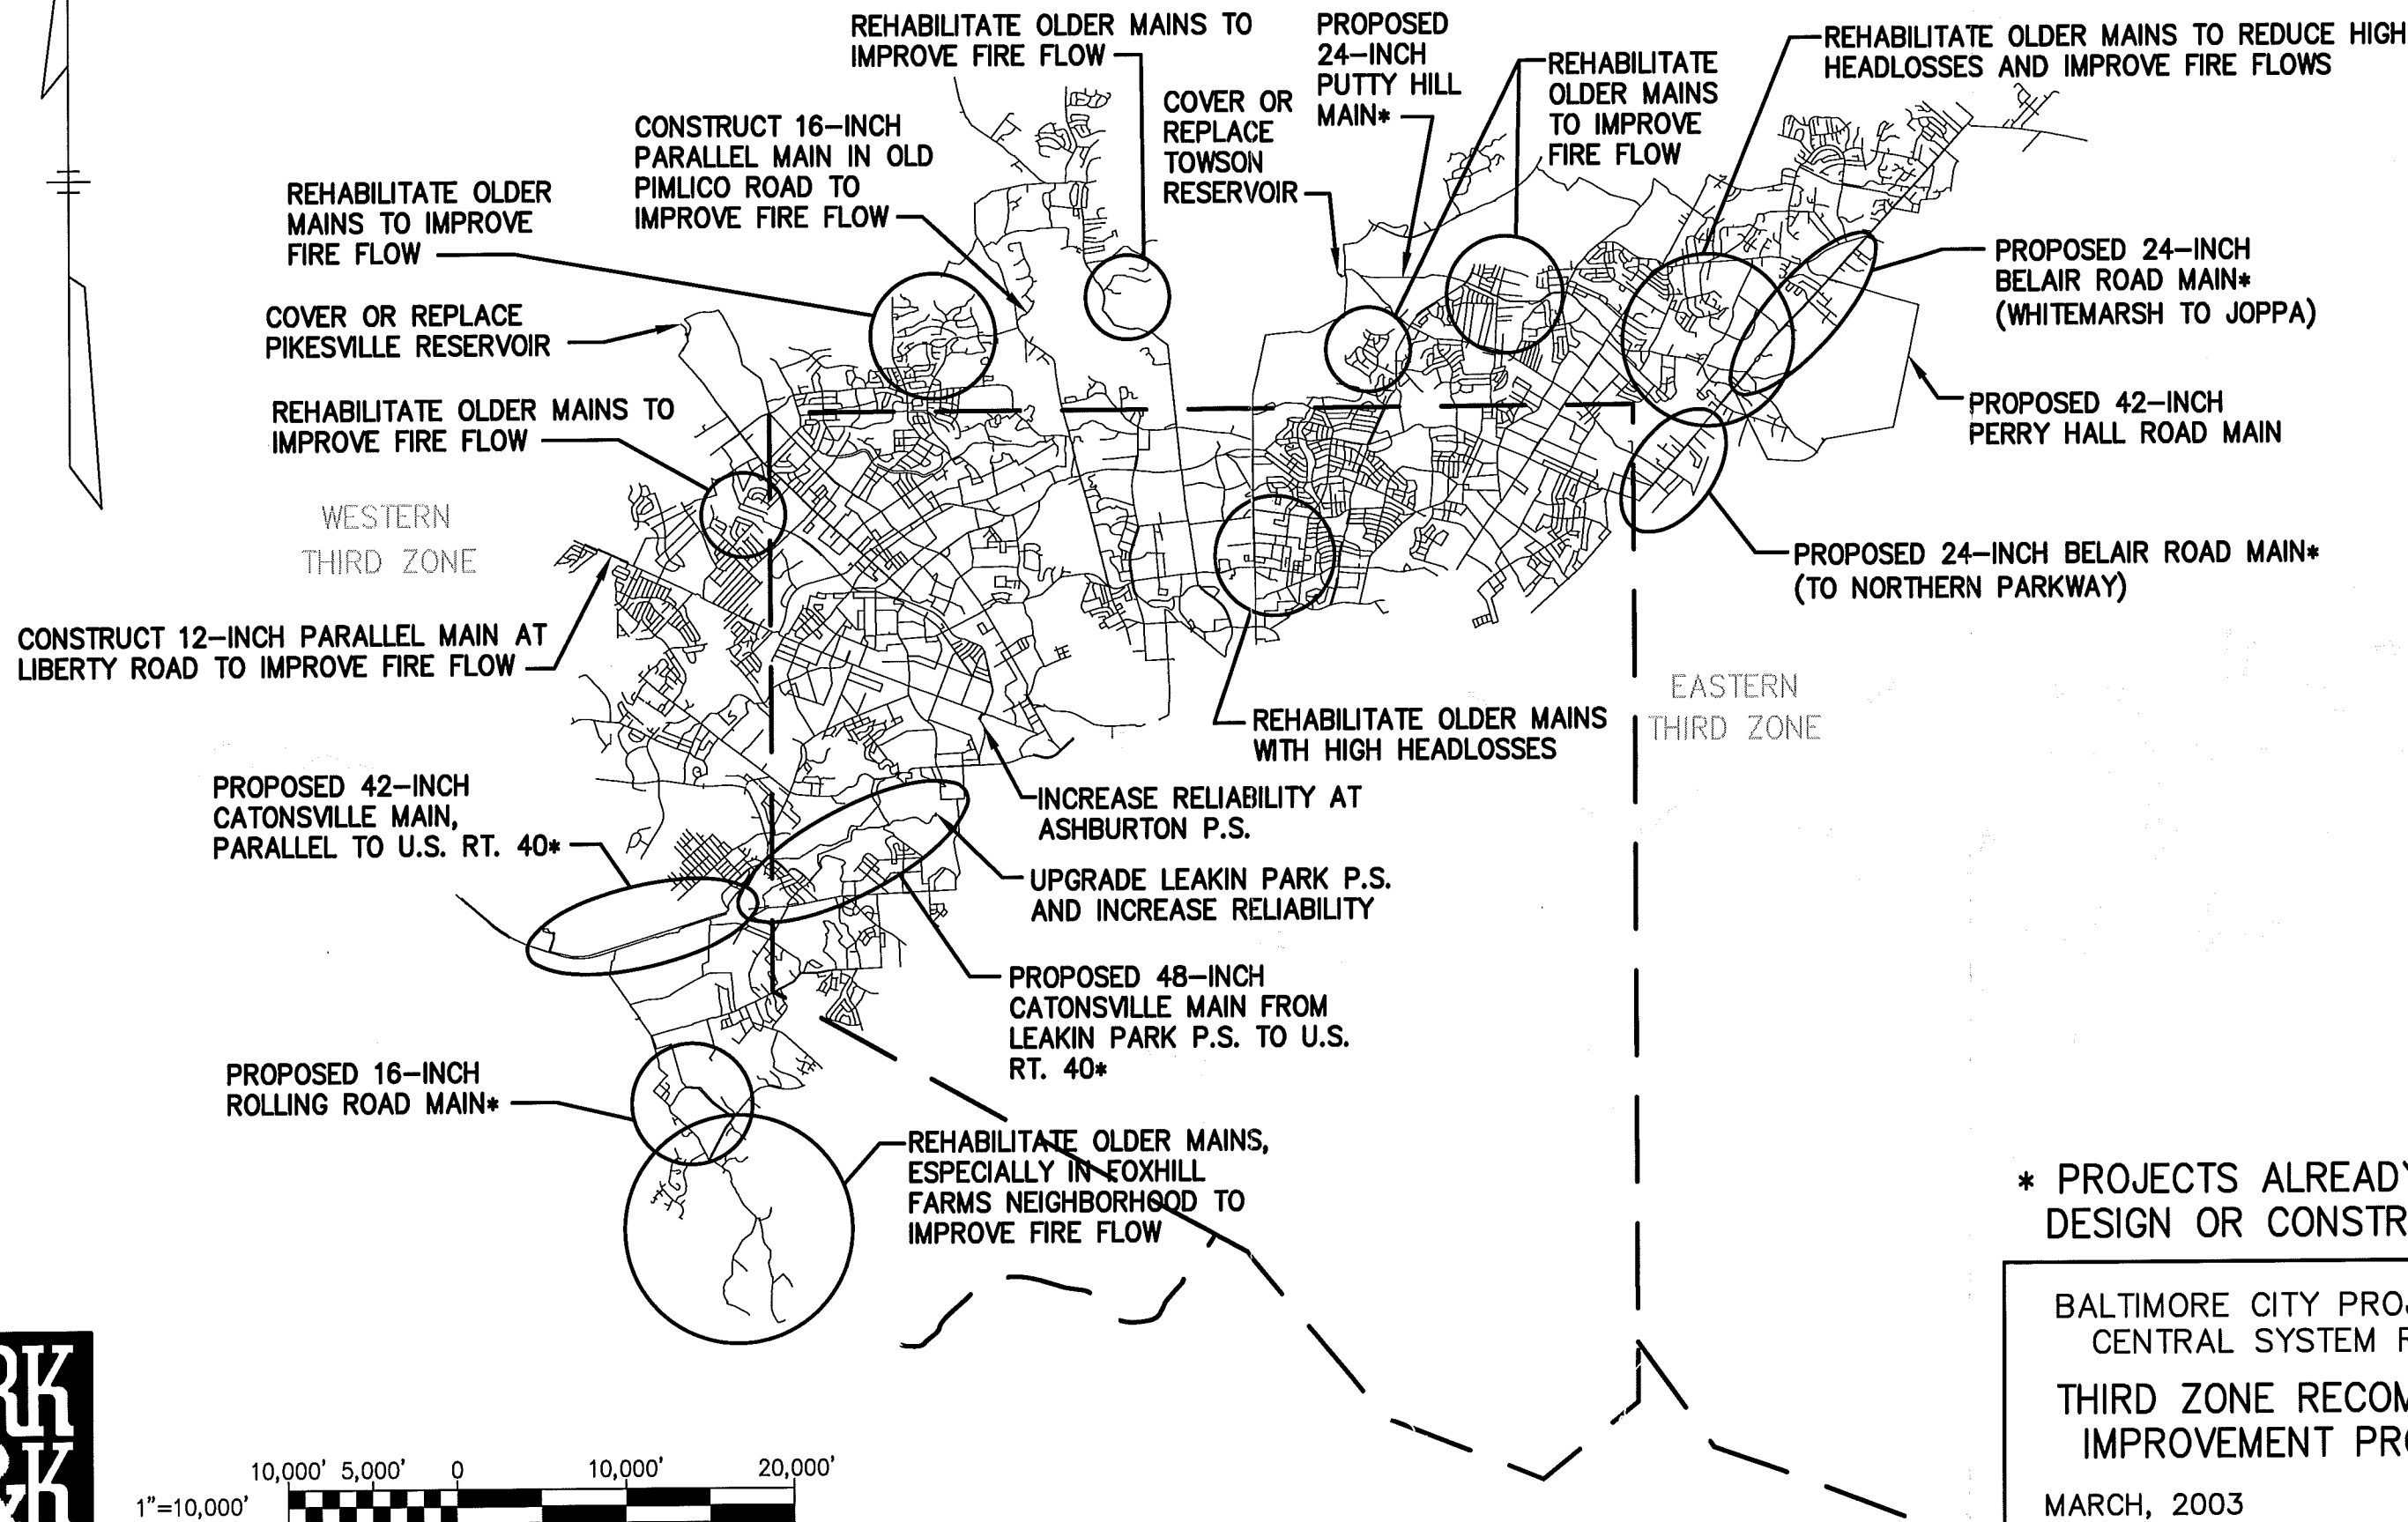 REHABILITATE OLDER MAINS TO
IMPROVE FIRE FLOW
PROPOSED
24-INCH
PUTTY HILL
MAIN*
REHABILITATE OLDER MAINS TO REDUCE HIGH
HEADLOSSES AND IMPROVE FIRE FLOWS
REHABILITATE
OLDER MAINS
TO IMPROVE
FIRE FLOW
COVER OR
REPLACE
TOWSON
RESERVOIR
CONSTRUCT 16-INCH
PARALLEL MAIN IN OLD
PIMLICO ROAD TO
IMPROVE FIRE FLOW
REHABILITATE OLDER
MAINS TO IMPROVE
FIRE FLOW
COVER OR REPLACE
PIKESVILLE RESERVOIR
PROPOSED 24-INCH
BELAIR ROAD MAIN*
(WHITEMARSH TO JOPPA)
REHABILITATE OLDER MAINS TO
IMPROVE FIRE FLOW
PROPOSED 42-INCH
PERRY HALL ROAD MAIN
WESTERN
THIRD ZONE
PROPOSED 24-INCH BELAIR ROAD MAIN*
(TO NORTHERN PARKWAY)
CONSTRUCT 12-INCH PARALLEL MAIN AT
LIBERTY ROAD TO IMPROVE FIRE FLOW
EASTERN
THIRD ZONE
REHABILITATE OLDER MAINS
WITH HIGH HEADLOSSES
PROPOSED 42-INCH
CATONSVILLE MAIN,
PARALLEL TO U.S. RT. 40*
INCREASE RELIABILITY AT
ASHBURTON P.S.
UPGRADE LEAKIN PARK P.S.
AND INCREASE RELIABILITY
PROPOSED 48-INCH
CATONSVILLE MAIN FROM
LEAKIN PARK P.S. TO U.S.
RT. 40*
PROPOSED 16-INCH
ROLLING ROAD MAIN*
REHABILITATE OLDER MAINS,
ESPECIALLY IN FOXHILL
FARMS NEIGHBORHOOD TO
IMPROVE FIRE FLOW
* PROJECTS ALREADY
DESIGN OR CONSTR
BALTIMORE CITY PROJ
CENTRAL SYSTEM R
THIRD ZONE RECOM
IMPROVEMENT PRO
MARCH, 2003
RK
&K
10,000' 5,000' 0 10,000' 20,000'
1"=10,000'